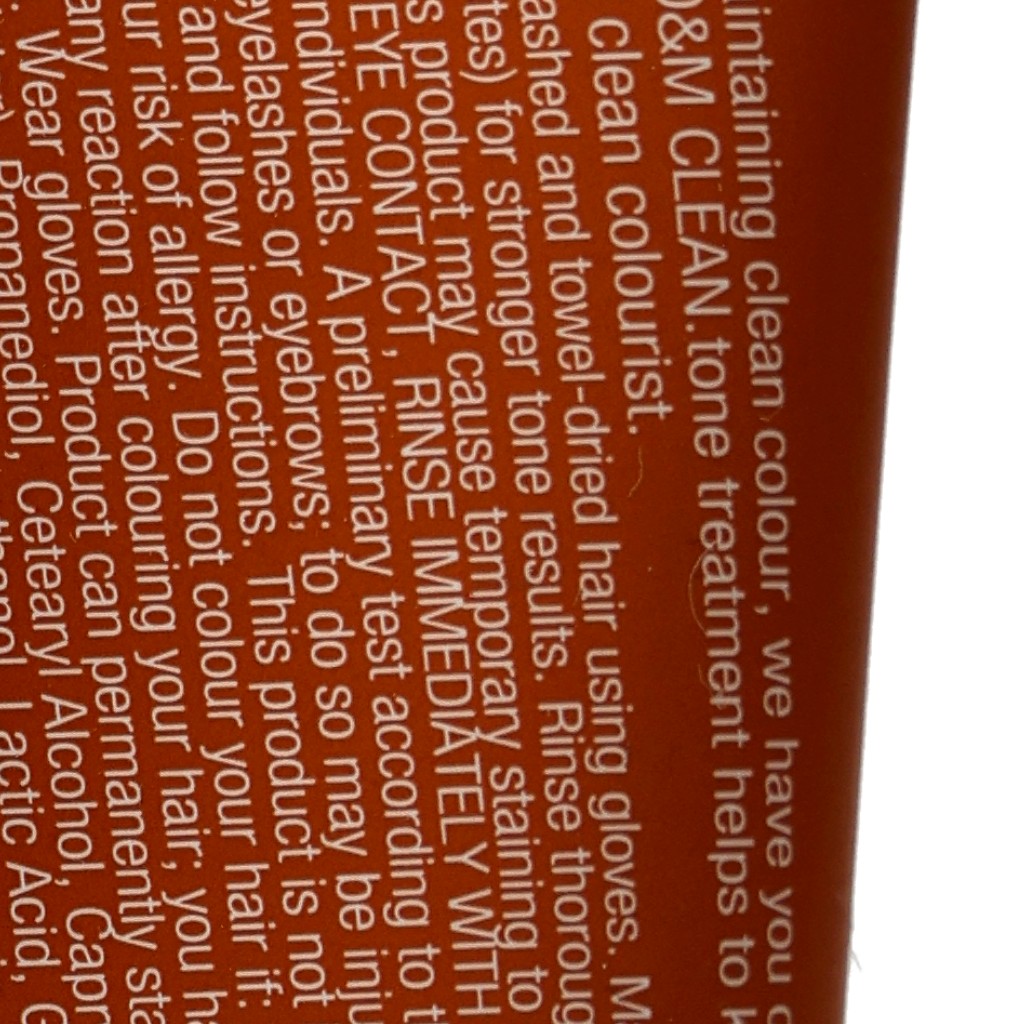 intaining clean colour, we have you
O&M CLEAN.tone treatment helps to
clean colourist.
ashed and towel-dried hair using gloves.
tes) for stronger tone results. Rinse thoroug
s product may cause temporary staining to
EYE CONTACT, RINSE IMMEDIATELY WITH
ndividuals. A preliminary test according to t
eyelashes or eyebrows; to do so may be inju
and follow instructions. This product is not
ur risk of allergy. Do not colour your hair if:
any reaction after colouring your hair; you ha
Wear gloves. Product can permanently sta
Propanediol, Cetearyl Alcohol, Capr
Lactic Acid, G